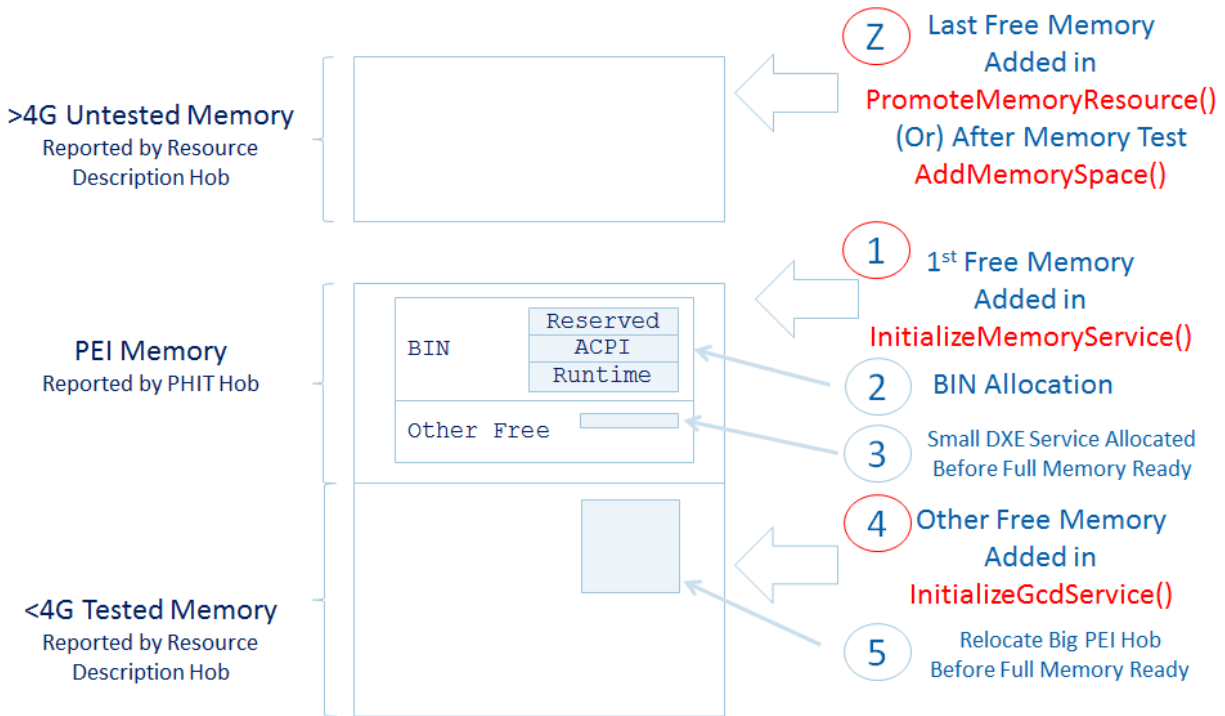 >4G Untested Memory
Reported by Resource
Description Hob
Z
Last Free Memory
Added in
PromoteMemoryResource()
(Or) After Memory Test
AddMemorySpace()
PEI Memory
Reported by PHIT Hob
BIN
Reserved
ACPI
Runtime
Other Free
1
1st Free Memory
Added in
InitializeMemoryService()
2
BIN Allocation
3
Small DXE Service Allocated
Before Full Memory Ready
<4G Tested Memory
Reported by Resource
Description Hob
4
Other Free Memory
Added in
InitializeGcdService()
5
Relocate Big PEI Hob
Before Full Memory Ready